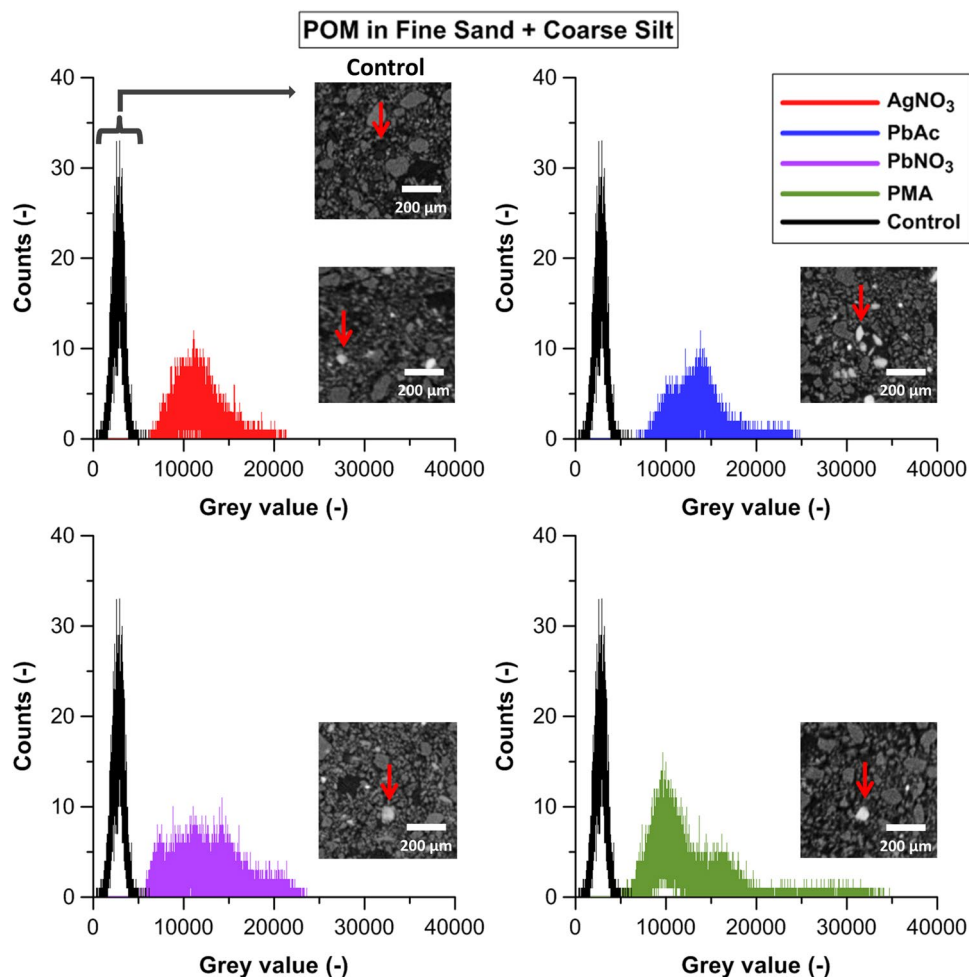 POM in Fine Sand + Coarse Silt
Control
AgNO₃
PbAc
PbNO₃
PMA
Control
40
30
20
10
0
Counts (-)
200 µm
200 µm
0 10000 20000 30000 40000
Grey value (-)
40
30
20
10
0
Counts (-)
200 µm
0 10000 20000 30000 40000
Grey value (-)
40
30
20
10
0
Counts (-)
200 µm
0 10000 20000 30000 40000
Grey value (-)
40
30
20
10
0
Counts (-)
200 µm
0 10000 20000 30000 40000
Grey value (-)